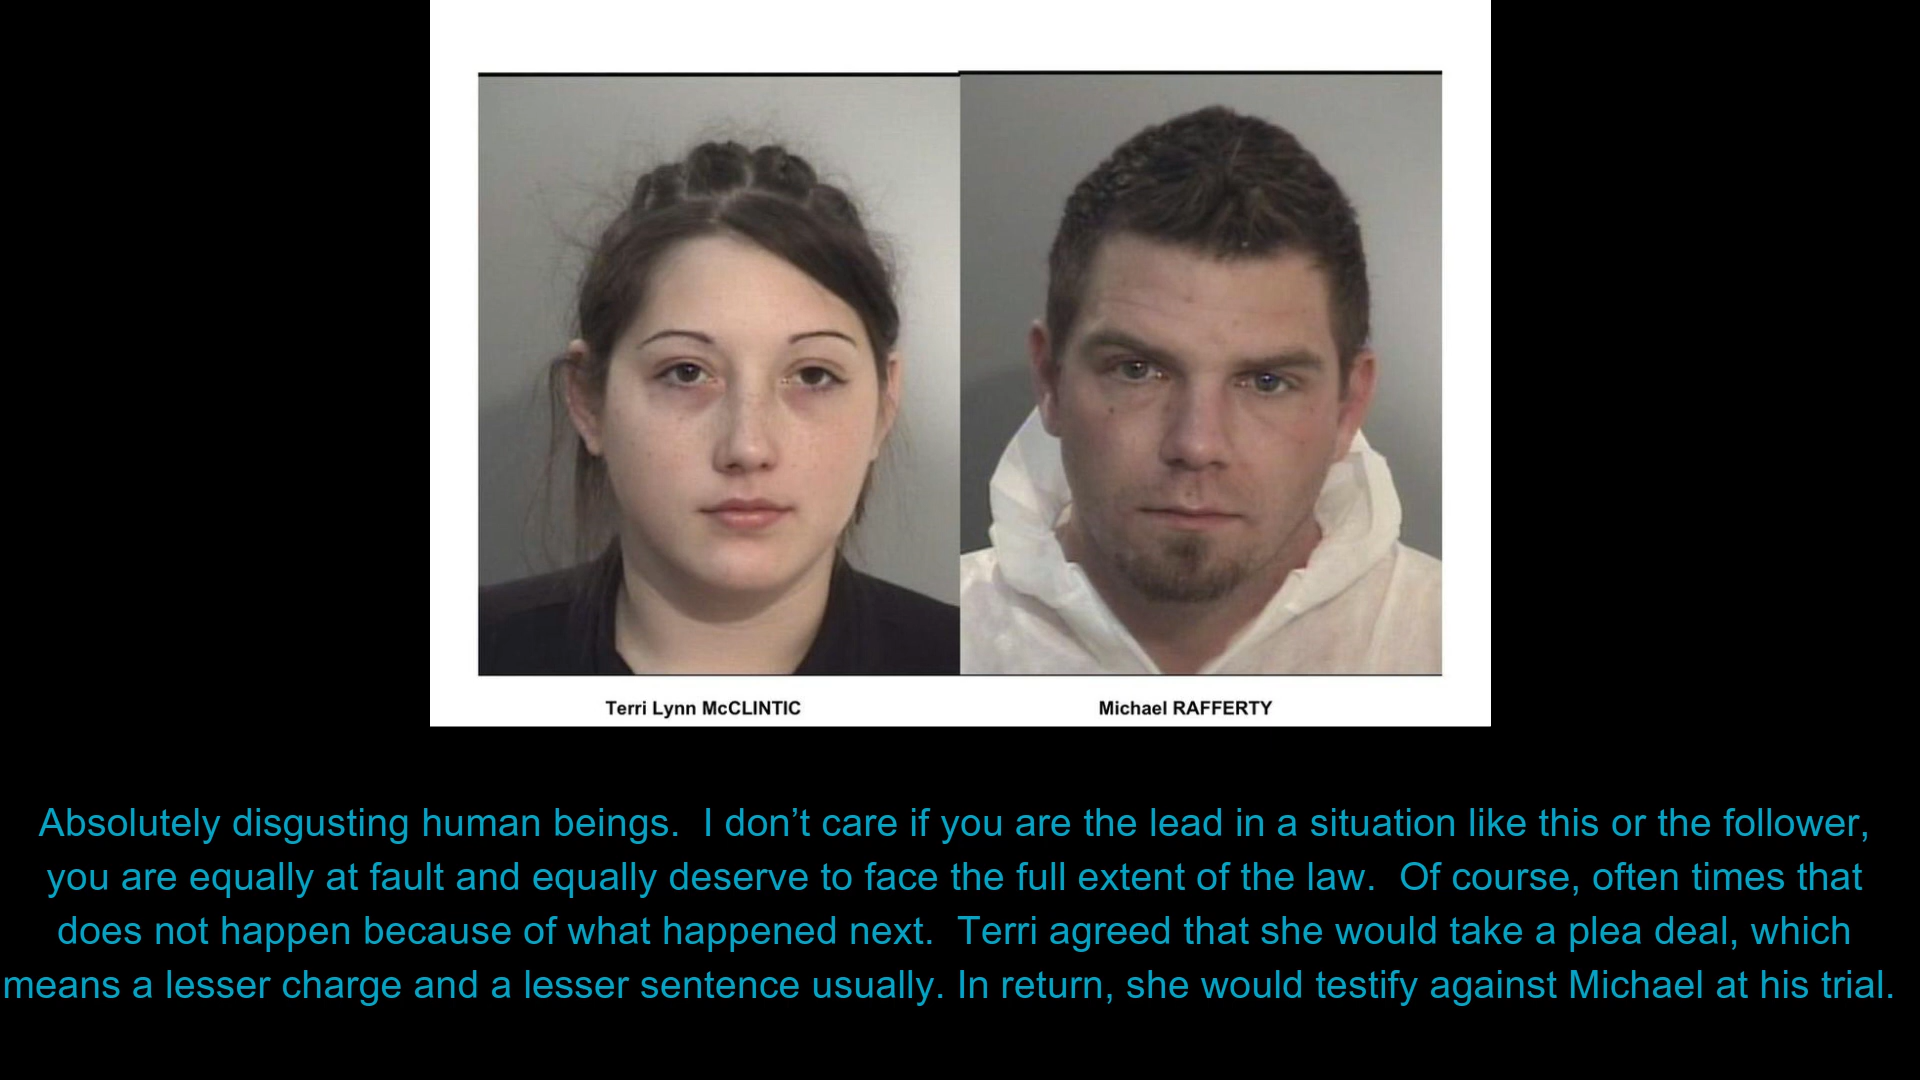 Terri Lynn McCLINTIC Michael RAFFERTY
Absolutely disgusting human beings.  I don’t care if you are the lead in a situation like this or the follower,
you are equally at fault and equally deserve to face the full extent of the law.  Of course, often times that
does not happen because of what happened next.  Terri agreed that she would take a plea deal, which
means a lesser charge and a lesser sentence usually. In return, she would testify against Michael at his trial.